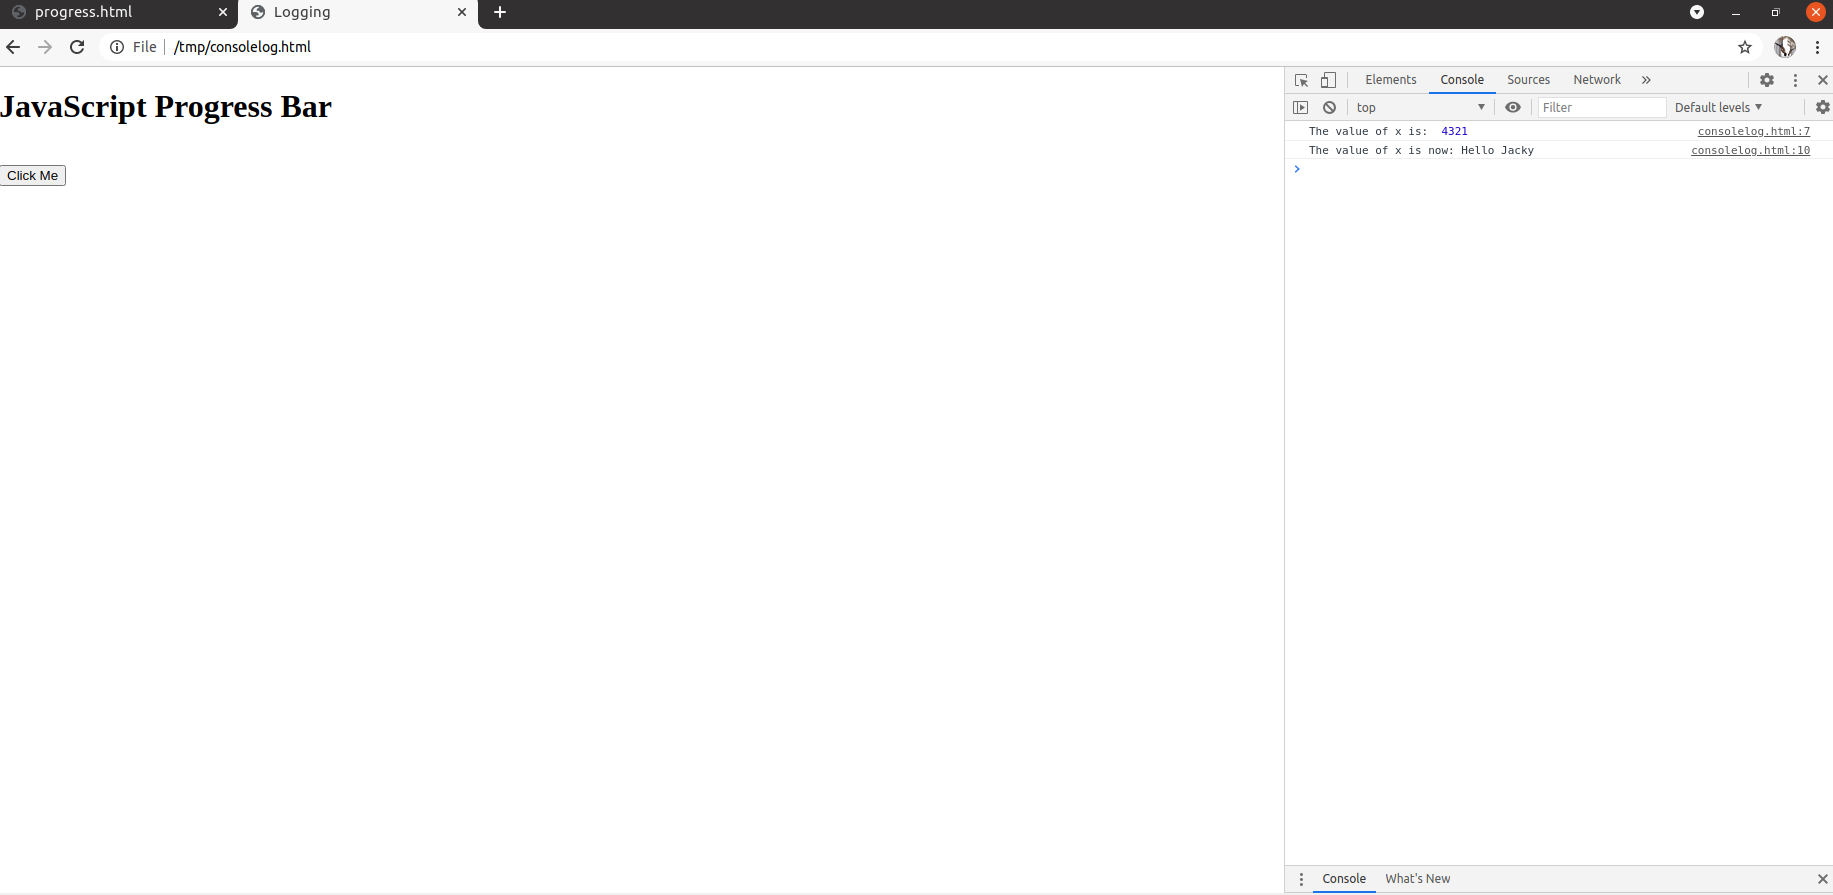 progress.html
Logging
File
/tmp/consolelog.html
JavaScript Progress Bar
Click Me
Elements Console Sources Network
top Filter Default levels
The value of x is: 4321 consolelog.html:7
The value of x is now: Hello Jacky consolelog.html:10
Console What's New